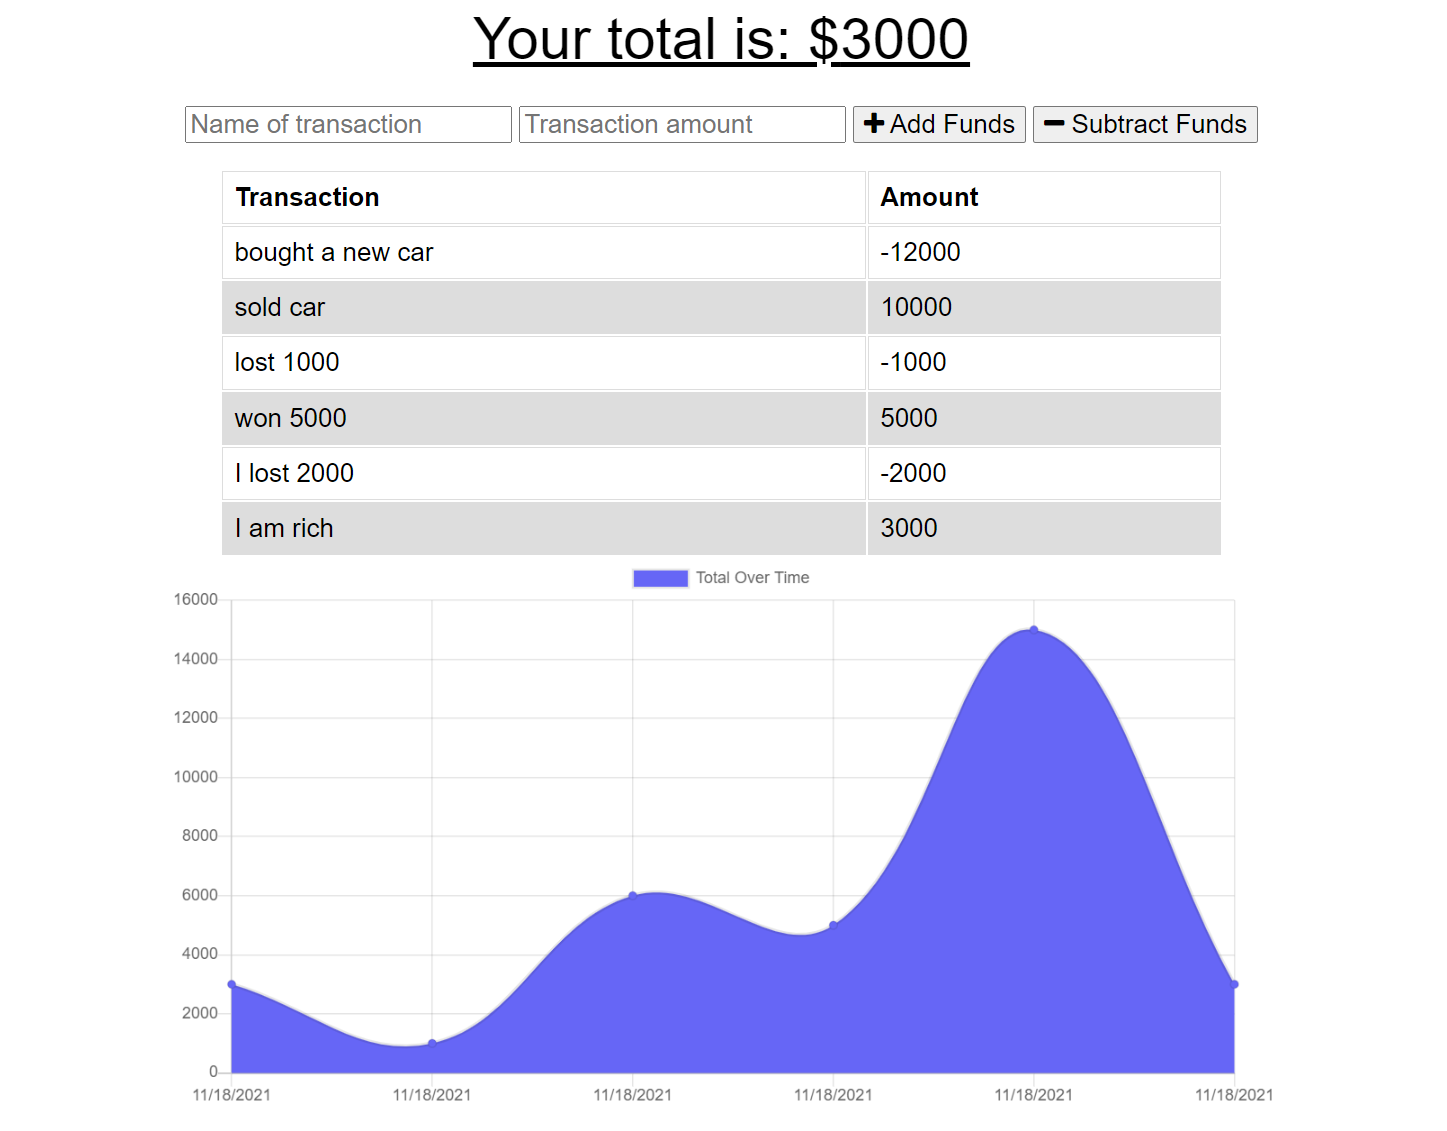 Your total is: $3000
Name of transaction Transaction amount Add Funds Subtract Funds
Transaction Amount
bought a new car -12000
sold car 10000
lost 1000 -1000
won 5000 5000
I lost 2000 -2000
I am rich 3000
Total Over Time
16000
14000
12000
10000
8000
6000
4000
2000
0
11/18/2021 11/18/2021 11/18/2021 11/18/2021 11/18/2021 11/18/2021